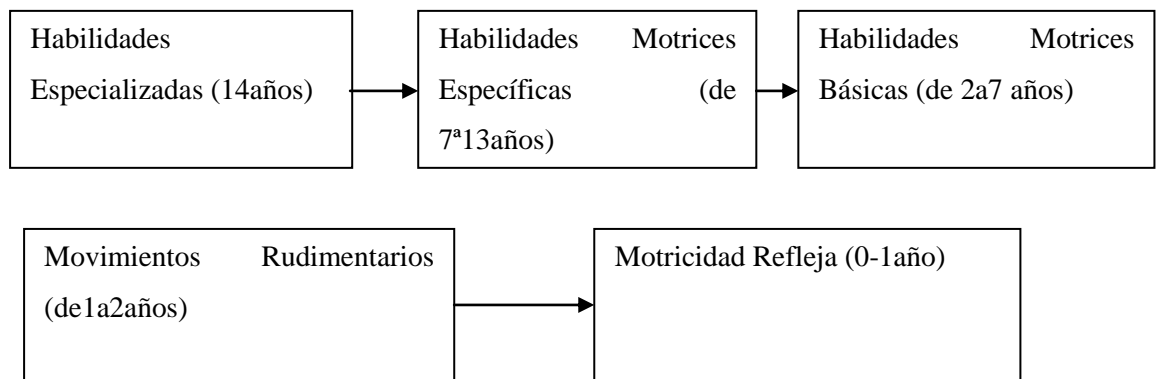 Habilidades
Especializadas (14años)
Habilidades Motrices
Específicas (de
7ª13años)
Habilidades Motrices
Básicas (de 2a7 años)
Movimientos Rudimentarios
(de1a2años)
Motricidad Refleja (0-1año)